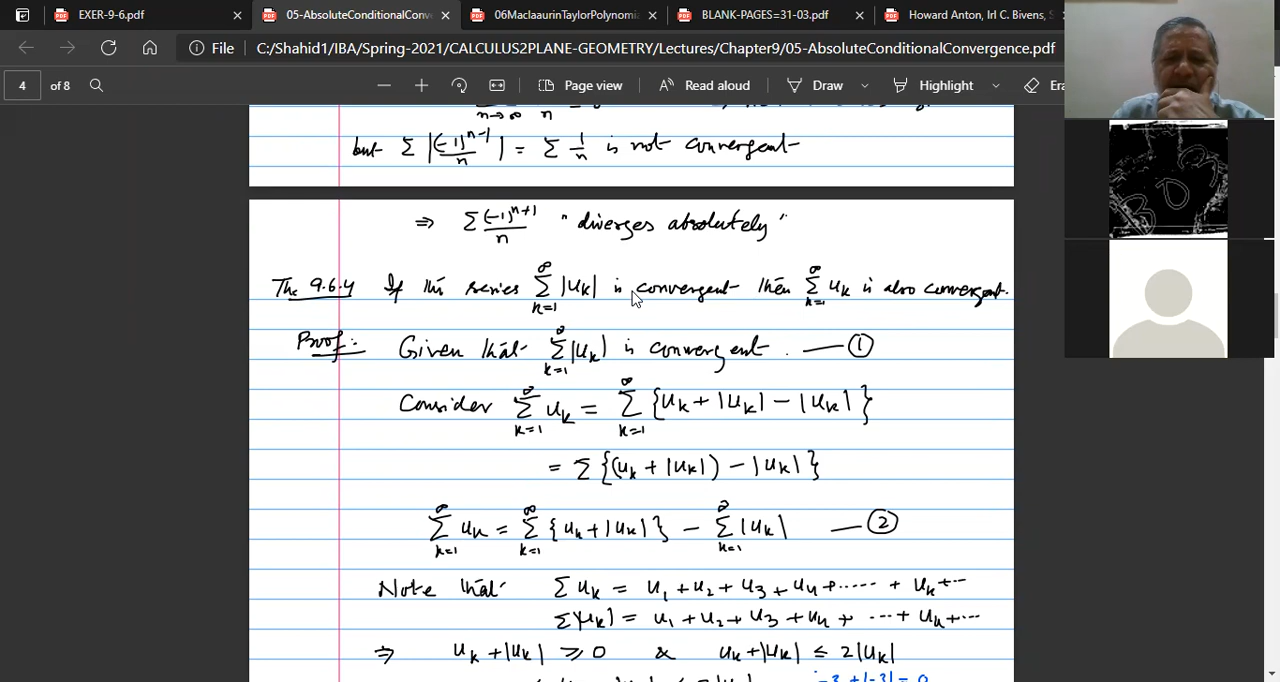 EXER-9-6.pdf
05-AbsoluteConditionalConv
06MaclaaurinTaylorPolynomia
BLANK-PAGES=31-03.pdf
Howard Anton, Irl C. Bivens, S
File C:/Shahid1/IBA/Spring-2021/CALCULUS2PLANE-GEOMETRY/Lectures/Chapter9/05-AbsoluteConditionalConvergence.pdf
4 of 8 Page view Read aloud Draw Highlight Era
n→∞ n
but Σ |(-1)^{n-1}/n| = Σ 1/n is not convergent
⇒ Σ (-1)^{n+1}/n "diverges absolutely"
The 9.6.4 If the series Σ_{k=1}^{∞} |u_k| is convergent then Σ_{k=1}^{∞} u_k is also convergent.
Proof: Given that Σ_{k=1}^{∞} |u_k| is convergent. — ①
Consider Σ_{k=1}^{∞} u_k = Σ_{k=1}^{∞} {u_k + |u_k| - |u_k|}
= Σ {(u_k + |u_k|) - |u_k|}
Σ_{k=1}^{∞} u_k = Σ_{k=1}^{∞} {u_k + |u_k|} - Σ_{k=1}^{∞} |u_k| — ②
Note that Σ u_k = u_1 + u_2 + u_3 + u_4 + ..... + u_k + ...
Σ |u_k| = u_1 + u_2 + u_3 + u_4 + ... + u_k + ...
⇒ u_k + |u_k| ≥ 0 & u_k + |u_k| ≤ 2|u_k|
-3 + |-3| = 0